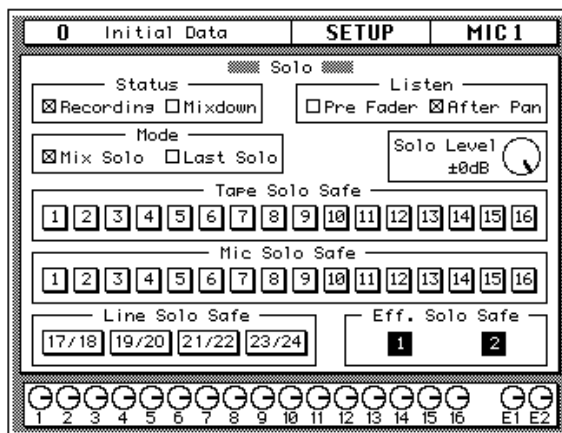 0 Initial Data SETUP MIC 1
Solo
Status
Recording Mixdown
Listen
Pre Fader After Pan
Mode
Mix Solo Last Solo
Solo Level
±0dB
Tape Solo Safe
1 2 3 4 5 6 7 8 9 10 11 12 13 14 15 16
Mic Solo Safe
1 2 3 4 5 6 7 8 9 10 11 12 13 14 15 16
Line Solo Safe
17/18 19/20 21/22 23/24
Eff. Solo Safe
1 2
1 2 3 4 5 6 7 8 9 10 11 12 13 14 15 16 E1 E2